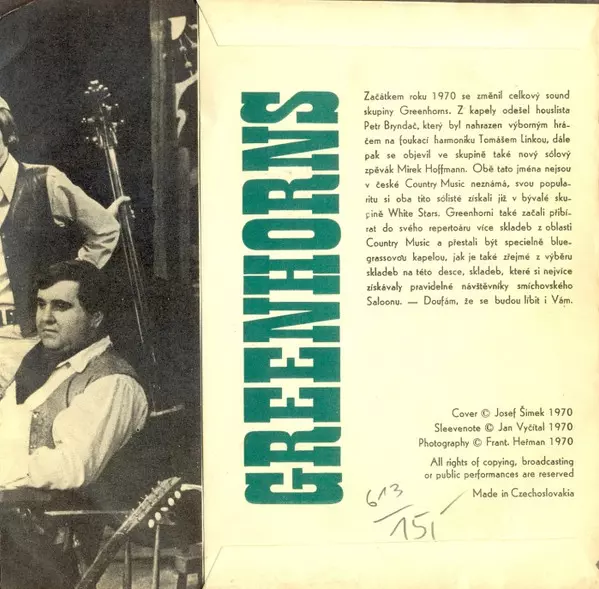 GREENHORNS
Začátkem roku 1970 se změnil celkový sound
skupiny Greenhorns. Z kapely odešel houslista
Petr Bryndač, který byl nahrazen výborným hrá-
čem na foukací harmoniku Tomášem Linkou, dále
pak se objevil ve skupině také nový sólový
zpěvák Mirek Hoffmann. Obě tato jména nejsou
v české Country Music neznámá, svou popula-
ritu si oba tito sólisté získali již v bývalé sku-
pině White Stars. Greenhorni také začali přibí-
rat do svého repertoáru více skladeb z oblasti
Country Music a přestali být specielně blue-
grassovou kapelou, jak je také zřejmé z výběru
skladeb na této desce, skladeb, které si nejvíce
získávaly pravidelné návštěvníky smíchovského
Saloonu. — Doufám, že se budou líbit i Vám.
Cover © Josef Šimek 1970
Sleevenote © Jan Vyčítal 1970
Photography © Frant. Heřman 1970
All rights of copying, broadcasting
or public performances are reserved
Made in Czechoslovakia
613
/151